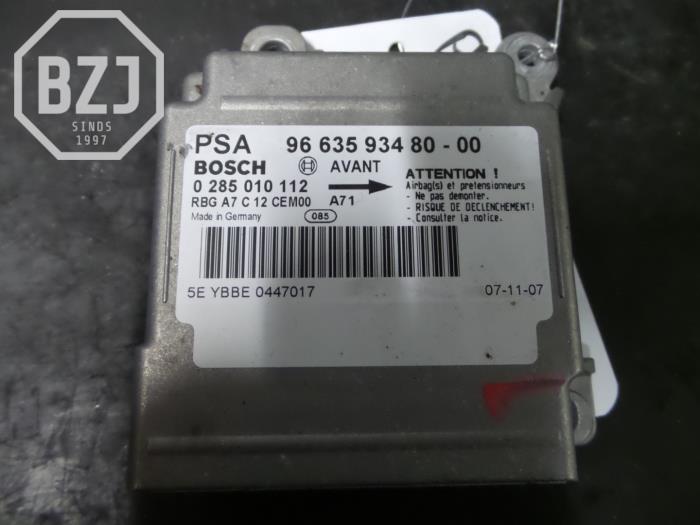 BZJ
SINDS
1997
PSA 96 635 934 80 - 00
BOSCH AVANT
0 285 010 112
RBG A7 C 12 CEM00 A71
Made in Germany 085
ATTENTION !
Airbag(s) et pretensionneurs
- Ne pas demonter.
- RISQUE DE DECLENCHEMENT!
- Consulter la notice.
5E YBBE 0447017 07-11-07